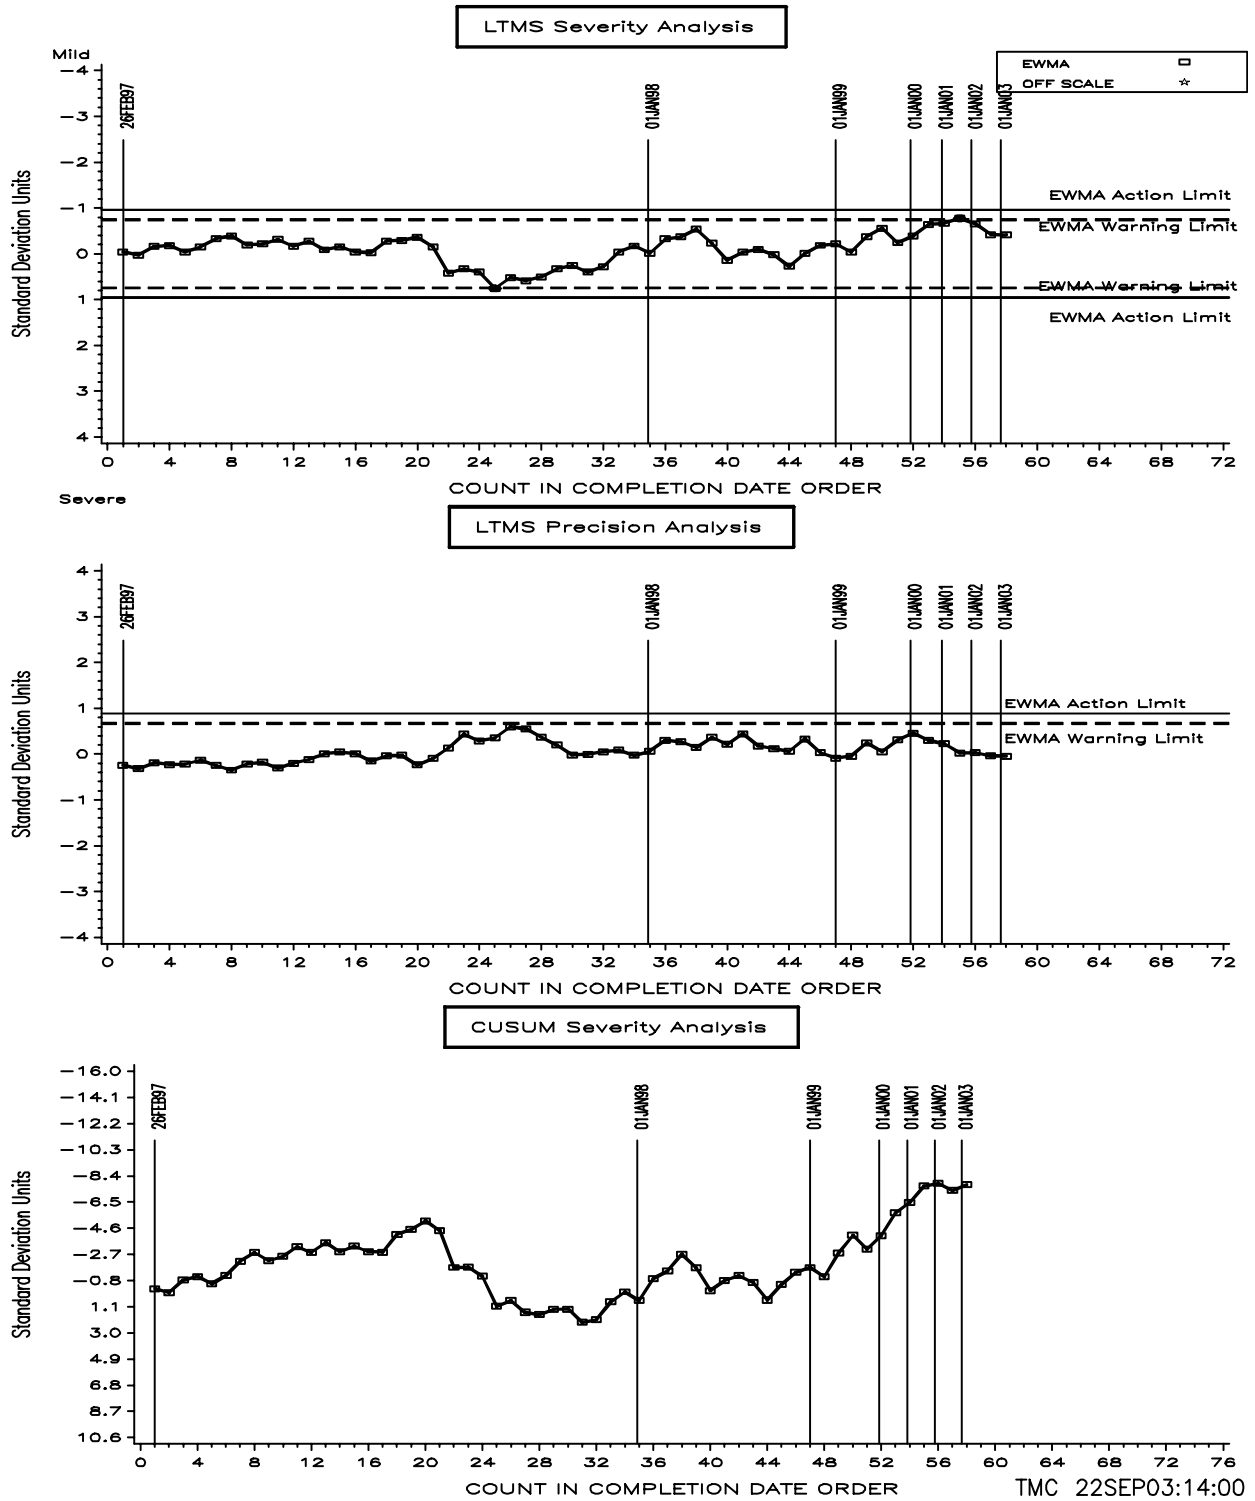 LTMS Severity Analysis
Mild
EWMA
OFF SCALE
-4
-3
-2
-1
0
1
2
3
4
Standard Deviation Units
26FEB97
01JAN98
01JAN99
01JAN00
01JAN01
01JAN02
01JAN03
EWMA Action Limit
EWMA Warning Limit
EWMA Warning Limit
EWMA Action Limit
0 4 8 12 16 20 24 28 32 36 40 44 48 52 56 60 64 68 72
COUNT IN COMPLETION DATE ORDER
Severe
LTMS Precision Analysis
4
3
2
1
0
-1
-2
-3
-4
Standard Deviation Units
26FEB97
01JAN98
01JAN99
01JAN00
01JAN01
01JAN02
01JAN03
EWMA Action Limit
EWMA Warning Limit
0 4 8 12 16 20 24 28 32 36 40 44 48 52 56 60 64 68 72
COUNT IN COMPLETION DATE ORDER
CUSUM Severity Analysis
-16.0
-14.1
-12.2
-10.3
-8.4
-6.5
-4.6
-2.7
-0.8
1.1
3.0
4.9
6.8
8.7
10.6
Standard Deviation Units
26FEB97
01JAN98
01JAN99
01JAN00
01JAN01
01JAN02
01JAN03
0 4 8 12 16 20 24 28 32 36 40 44 48 52 56 60 64 68 72 76
COUNT IN COMPLETION DATE ORDER
TMC 22SEP03:14:00